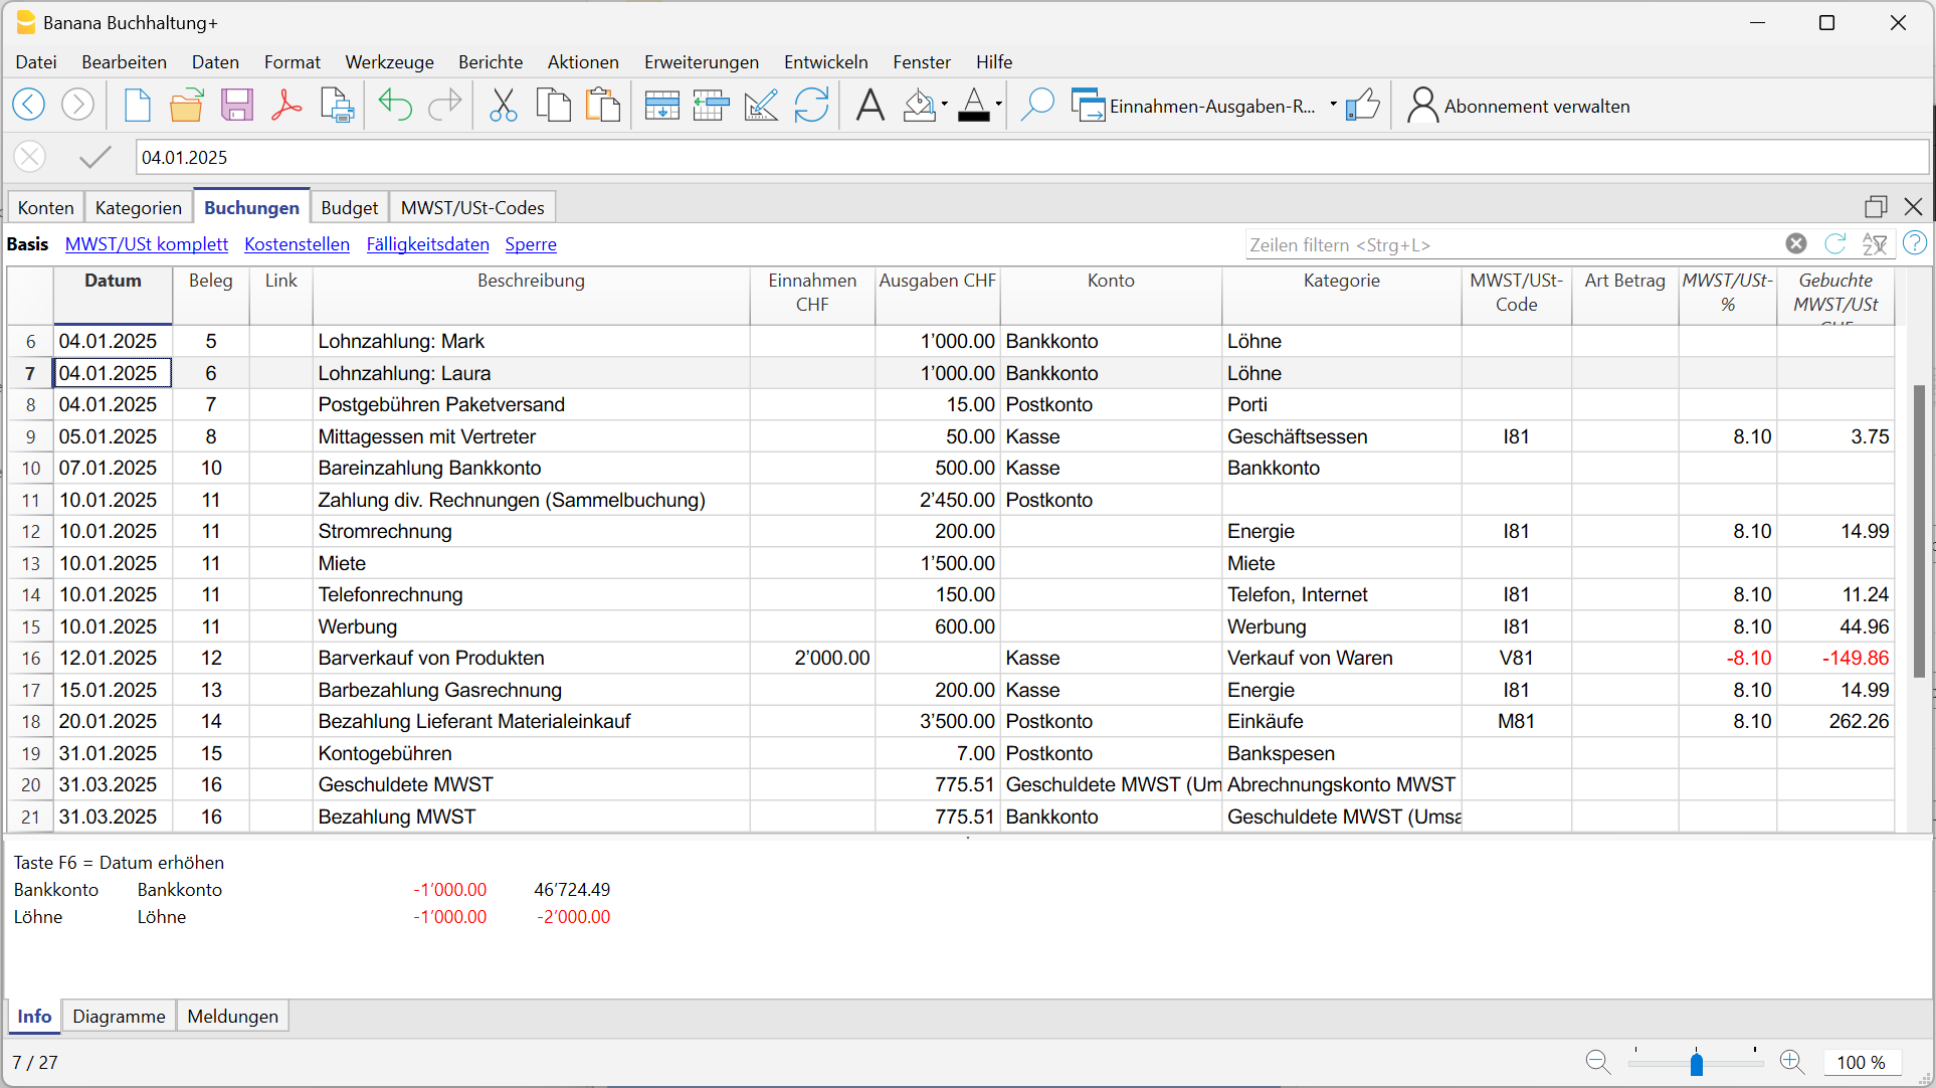 Banana Buchhaltung+
Datei Bearbeiten Daten Format Werkzeuge Berichte Aktionen Erweiterungen Entwickeln Fenster Hilfe
Einnahmen-Ausgaben-R... Abonnement verwalten
04.01.2025
Konten Kategorien Buchungen Budget MWST/USt-Codes
Basis MWST/USt komplett Kostenstellen Fälligkeitsdaten Sperre Zeilen filtern <Strg+L>
Datum Beleg Link Beschreibung Einnahmen CHF Ausgaben CHF Konto Kategorie MWST/USt-Code Art Betrag MWST/USt-% Gebuchte MWST/USt CHF
6 04.01.2025 5 Lohnzahlung: Mark 1’000.00 Bankkonto Löhne
7 04.01.2025 6 Lohnzahlung: Laura 1’000.00 Bankkonto Löhne
8 04.01.2025 7 Postgebühren Paketversand 15.00 Postkonto Porti
9 05.01.2025 8 Mittagessen mit Vertreter 50.00 Kasse Geschäftsessen I81 8.10 3.75
10 07.01.2025 10 Bareinzahlung Bankkonto 500.00 Kasse Bankkonto
11 10.01.2025 11 Zahlung div. Rechnungen (Sammelbuchung) 2’450.00 Postkonto
12 10.01.2025 11 Stromrechnung 200.00 Energie I81 8.10 14.99
13 10.01.2025 11 Miete 1’500.00 Miete
14 10.01.2025 11 Telefonrechnung 150.00 Telefon, Internet I81 8.10 11.24
15 10.01.2025 11 Werbung 600.00 Werbung I81 8.10 44.96
16 12.01.2025 12 Barverkauf von Produkten 2’000.00 Kasse Verkauf von Waren V81 -8.10 -149.86
17 15.01.2025 13 Barbezahlung Gasrechnung 200.00 Kasse Energie I81 8.10 14.99
18 20.01.2025 14 Bezahlung Lieferant Materialeinkauf 3’500.00 Postkonto Einkäufe M81 8.10 262.26
19 31.01.2025 15 Kontogebühren 7.00 Postkonto Bankspesen
20 31.03.2025 16 Geschuldete MWST 775.51 Geschuldete MWST (Um Abrechnungskonto MWST
21 31.03.2025 16 Bezahlung MWST 775.51 Bankkonto Geschuldete MWST (Umsa
Taste F6 = Datum erhöhen
Bankkonto Bankkonto -1’000.00 46’724.49
Löhne Löhne -1’000.00 -2’000.00
Info Diagramme Meldungen
7 / 27 100 %